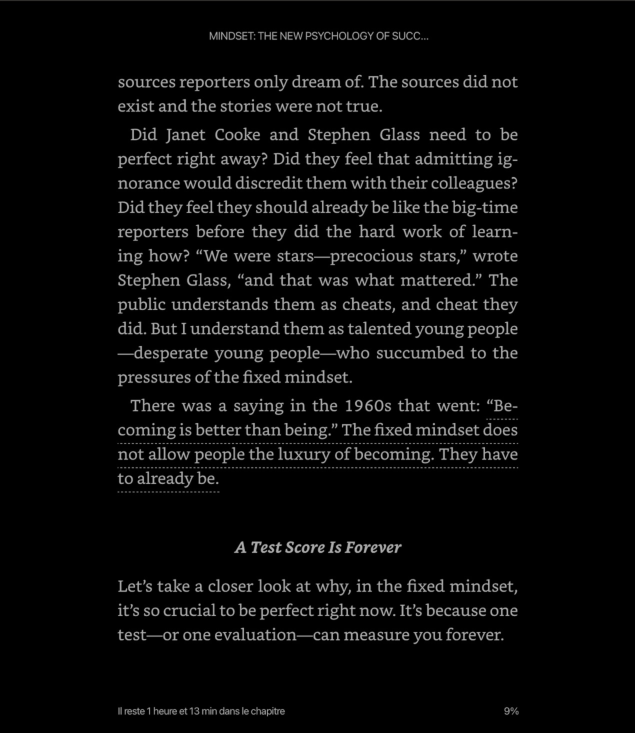 MINDSET: THE NEW PSYCHOLOGY OF SUCC...
sources reporters only dream of. The sources did not
exist and the stories were not true.
Did Janet Cooke and Stephen Glass need to be
perfect right away? Did they feel that admitting ig-
norance would discredit them with their colleagues?
Did they feel they should already be like the big-time
reporters before they did the hard work of learn-
ing how? “We were stars—precocious stars,” wrote
Stephen Glass, “and that was what mattered.” The
public understands them as cheats, and cheat they
did. But I understand them as talented young people
—desperate young people—who succumbed to the
pressures of the fixed mindset.
There was a saying in the 1960s that went: “Be-
coming is better than being.” The fixed mindset does
not allow people the luxury of becoming. They have
to already be.
A Test Score Is Forever
Let’s take a closer look at why, in the fixed mindset,
it’s so crucial to be perfect right now. It’s because one
test—or one evaluation—can measure you forever.
Il reste 1 heure et 13 min dans le chapitre
9%